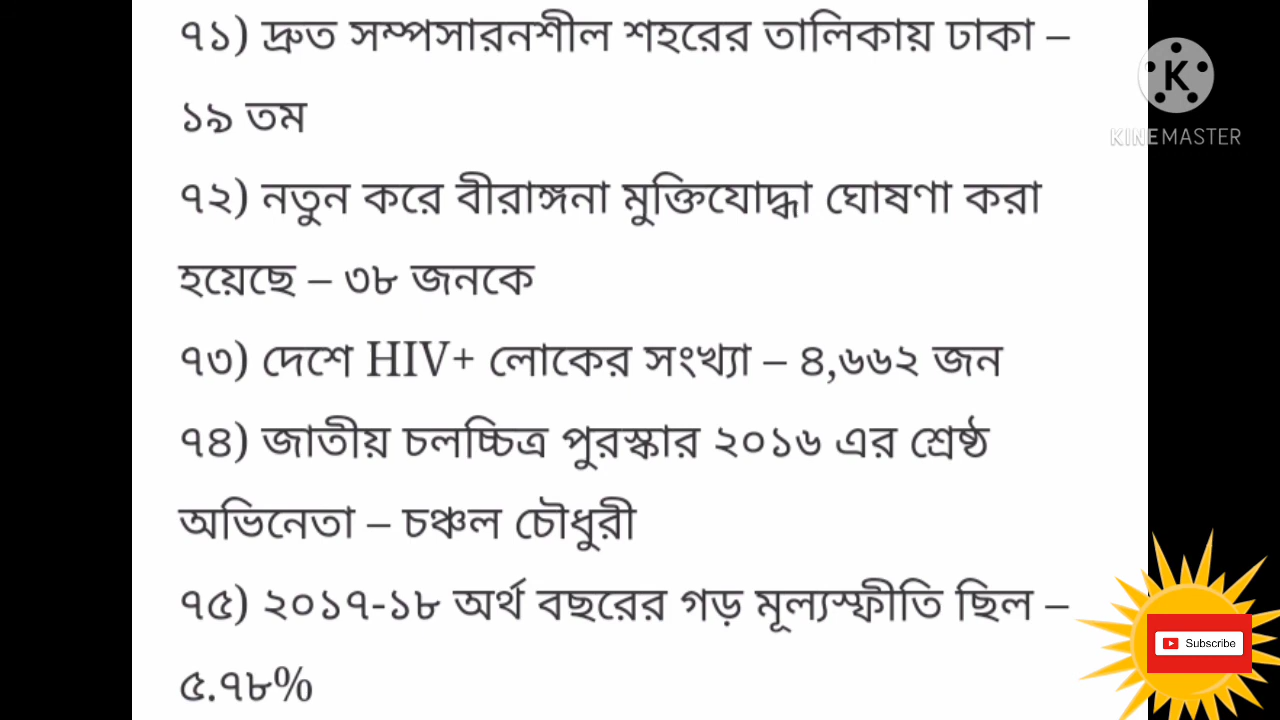 ৭১) দ্রুত সম্পসারনশীল শহরের তালিকায় ঢাকা –
১৯ তম
৭২) নতুন করে বীরাঙ্গনা মুক্তিযোদ্ধা ঘোষণা করা
হয়েছে – ৩৮ জনকে
৭৩) দেশে HIV+ লোকের সংখ্যা – ৪,৬৬২ জন
৭৪) জাতীয় চলচ্চিত্র পুরস্কার ২০১৬ এর শ্রেষ্ঠ
অভিনেতা – চঞ্চল চৌধুরী
৭৫) ২০১৭-১৮ অর্থ বছরের গড় মূল্যস্ফীতি ছিল –
৫.৭৮%
K
KINEMASTER
Subscribe